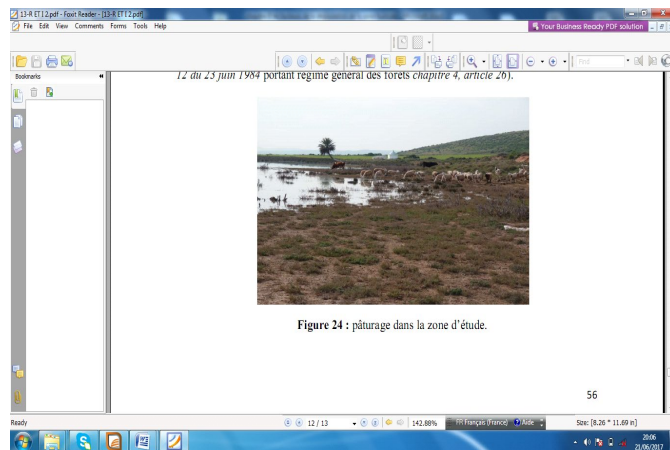 13-R ET I 2.pdf - Foxit Reader - [13-R ET I 2.pdf]
File Edit View Comments Forms Tools Help
Your Business Ready PDF solution
First
Bookmarks
12 du 23 juin 1984 portant régime général des forêts chapitre 4, article 26).
Figure 24 : pâturage dans la zone d'étude.
56
Ready
12 / 13
142.88%
FR Français (France)
Aide
Size: [8.26 * 11.69 in]
20:06
21/06/2017